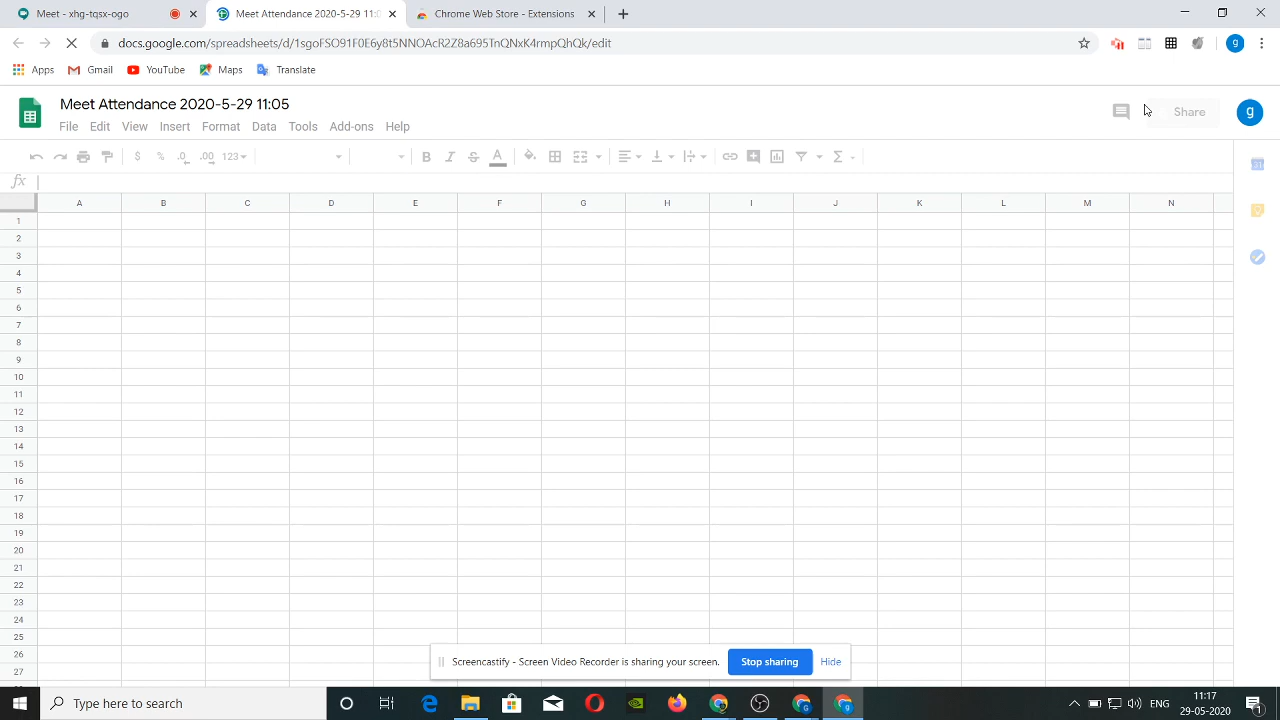 Meet - xhg-tqsx-ogo
Meet Attendance 2020-5-29 11:0
Chrome Web Store - Extensions
docs.google.com/spreadsheets/d/1sgoFSO91F0E6y8t5NNOAcR2Z8a695TnQNxK4rmpQhQk/edit
g
Apps Gmail YouTube Maps Translate
Meet Attendance 2020-5-29 11:05
Share
g
File Edit View Insert Format Data Tools Add-ons Help
$ % .0 .00 123 B I S A Σ
31
fx
A B C D E F G H I J K L M N
1
2
3
4
5
6
7
8
9
10
11
12
13
14
15
16
17
18
19
20
21
22
23
24
25
26
27
Screencastify - Screen Video Recorder is sharing your screen. Stop sharing Hide
Type here to search
ENG
11:17
29-05-2020